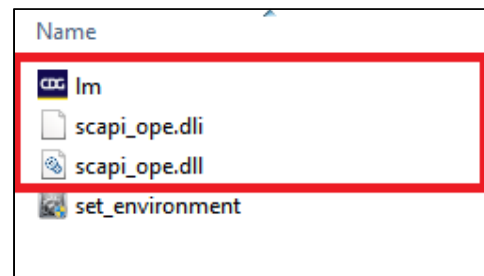 Name
CDG lm
scapi_ope.dli
scapi_ope.dll
set_environment